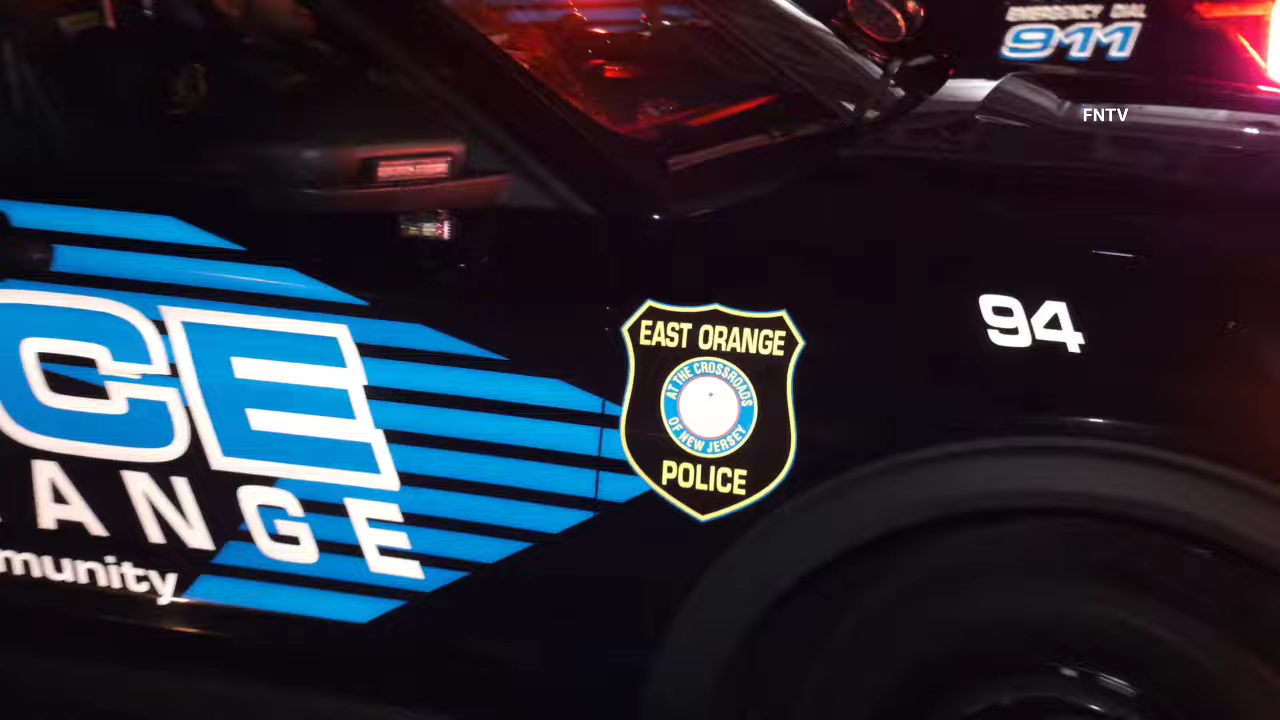 EMERGENCY DIAL
911
FNTV
94
EAST ORANGE
AT THE CROSSROADS
OF NEW JERSEY
POLICE
CE
ANGE
munity